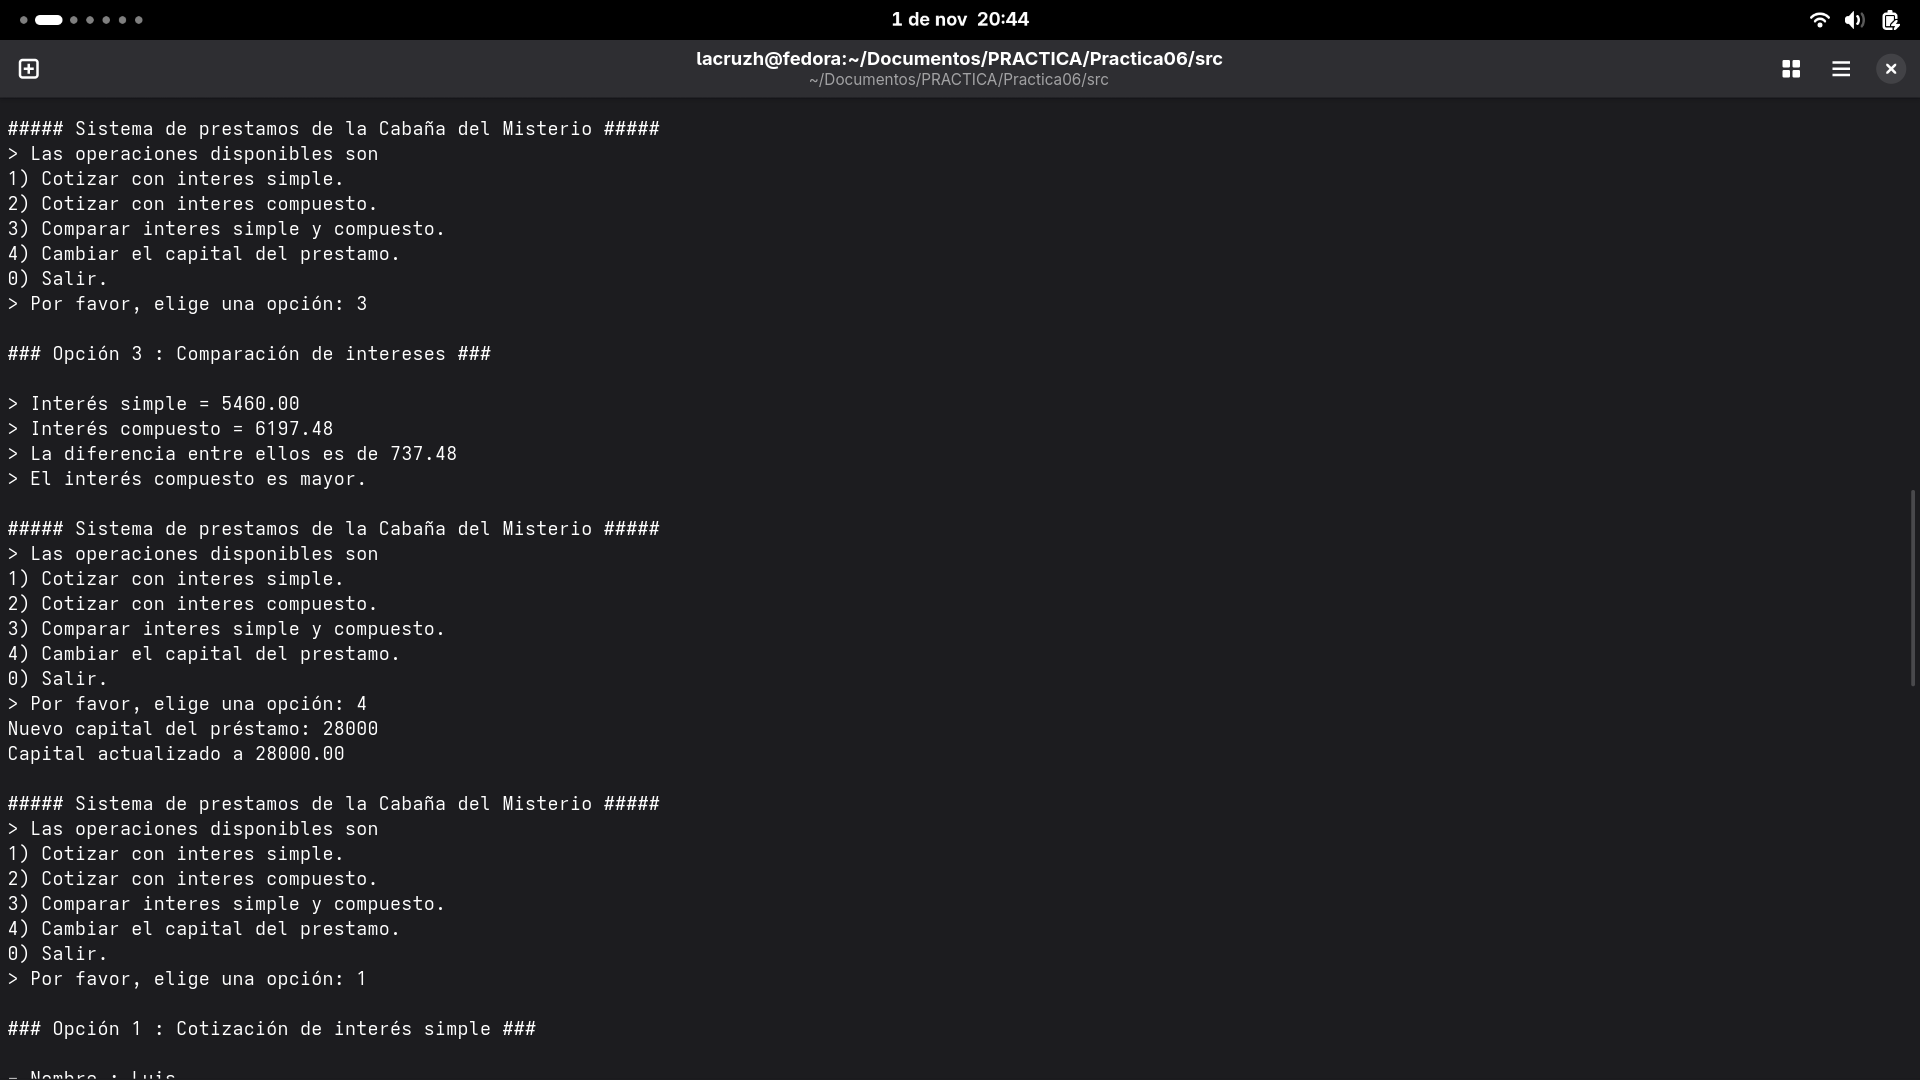 1 de nov 20:44
lacruzh@fedora:~/Documentos/PRACTICA/Practica06/src
~/Documentos/PRACTICA/Practica06/src
##### Sistema de prestamos de la Cabaña del Misterio #####
> Las operaciones disponibles son
1) Cotizar con interes simple.
2) Cotizar con interes compuesto.
3) Comparar interes simple y compuesto.
4) Cambiar el capital del prestamo.
0) Salir.
> Por favor, elige una opción: 3
### Opción 3 : Comparación de intereses ###
> Interés simple = 5460.00
> Interés compuesto = 6197.48
> La diferencia entre ellos es de 737.48
> El interés compuesto es mayor.
##### Sistema de prestamos de la Cabaña del Misterio #####
> Las operaciones disponibles son
1) Cotizar con interes simple.
2) Cotizar con interes compuesto.
3) Comparar interes simple y compuesto.
4) Cambiar el capital del prestamo.
0) Salir.
> Por favor, elige una opción: 4
Nuevo capital del préstamo: 28000
Capital actualizado a 28000.00
##### Sistema de prestamos de la Cabaña del Misterio #####
> Las operaciones disponibles son
1) Cotizar con interes simple.
2) Cotizar con interes compuesto.
3) Comparar interes simple y compuesto.
4) Cambiar el capital del prestamo.
0) Salir.
> Por favor, elige una opción: 1
### Opción 1 : Cotización de interés simple ###
- Nombre : Luis